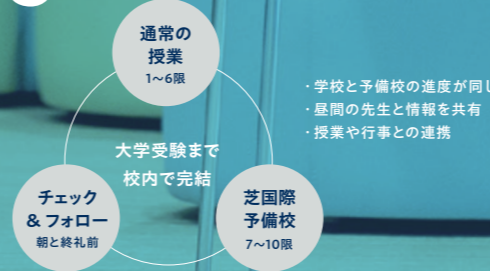 通常の
授業
1〜6限
・学校と予備校の進度が同じ
・昼間の先生と情報を共有
・授業や行事との連携
大学受験まで
校内で完結
チェック
& フォロー
朝と終礼前
芝国際
予備校
7〜10限